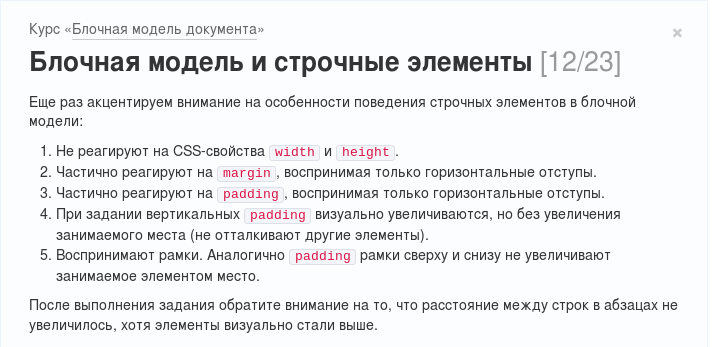 Курс «Блочная модель документа»
×
Блочная модель и строчные элементы [12/23]
Еще раз акцентируем внимание на особенности поведения строчных элементов в блочной
модели:
1. Не реагируют на CSS-свойства width и height.
2. Частично реагируют на margin, воспринимая только горизонтальные отступы.
3. Частично реагируют на padding, воспринимая только горизонтальные отступы.
4. При задании вертикальных padding визуально увеличиваются, но без увеличения
занимаемого места (не отталкивают другие элементы).
5. Воспринимают рамки. Аналогично padding рамки сверху и снизу не увеличивают
занимаемое элементом место.
После выполнения задания обратите внимание на то, что расстояние между строк в абзацах не
увеличилось, хотя элементы визуально стали выше.